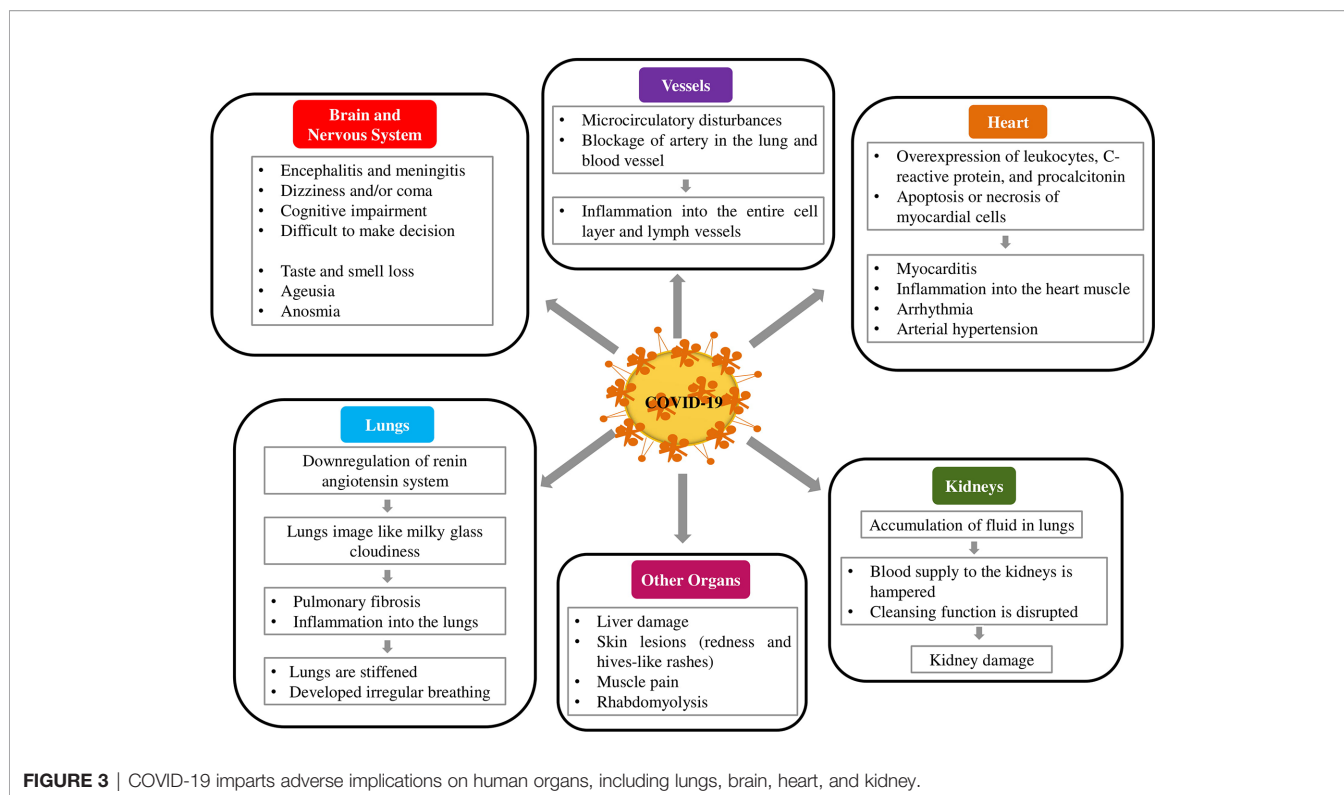 Brain and
Nervous System
• Encephalitis and meningitis
• Dizziness and/or coma
• Cognitive impairment
• Difficult to make decision
• Taste and smell loss
• Ageusia
• Anosmia
Vessels
• Microcirculatory disturbances
• Blockage of artery in the lung and
blood vessel
• Inflammation into the entire cell
layer and lymph vessels
Heart
• Overexpression of leukocytes, C-
reactive protein, and procalcitonin
• Apoptosis or necrosis of
myocardial cells
• Myocarditis
• Inflammation into the heart muscle
• Arrhythmia
• Arterial hypertension
COVID-19
Lungs
Downregulation of renin
angiotensin system
Lungs image like milky glass
cloudiness
• Pulmonary fibrosis
• Inflammation into the lungs
• Lungs are stiffened
• Developed irregular breathing
Other Organs
• Liver damage
• Skin lesions (redness and
hives-like rashes)
• Muscle pain
• Rhabdomyolysis
Kidneys
Accumulation of fluid in lungs
• Blood supply to the kidneys is
hampered
• Cleansing function is disrupted
Kidney damage
FIGURE 3 | COVID-19 imparts adverse implications on human organs, including lungs, brain, heart, and kidney.